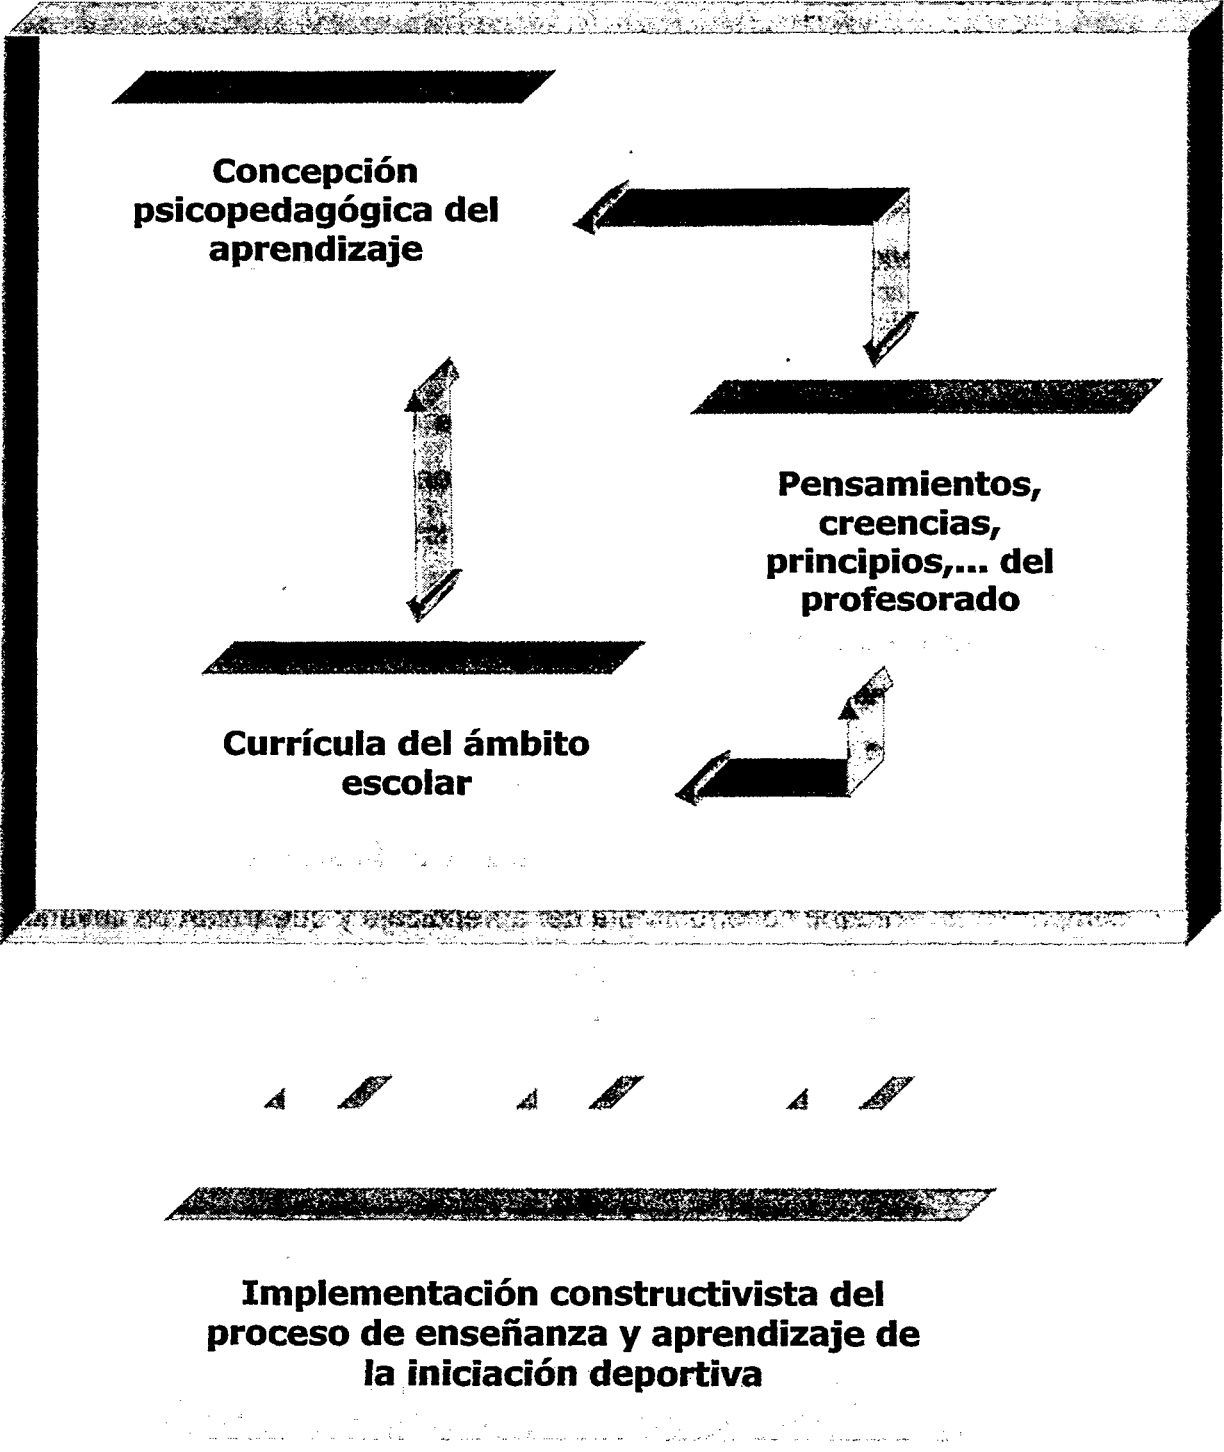 Concepción
psicopedagógica del
aprendizaje
Pensamientos,
creencias,
principios,... del
profesorado
Currícula del ámbito
escolar
Implementación constructivista del
proceso de enseñanza y aprendizaje de
la iniciación deportiva